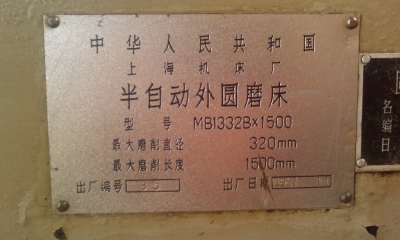 中华人民共和国
上海机床厂
半自动外圆磨床
型号 MB1332B×1500
最大磨削直径 320mm
最大磨削长度 1500mm
出厂编号 出厂日期
名
编
日